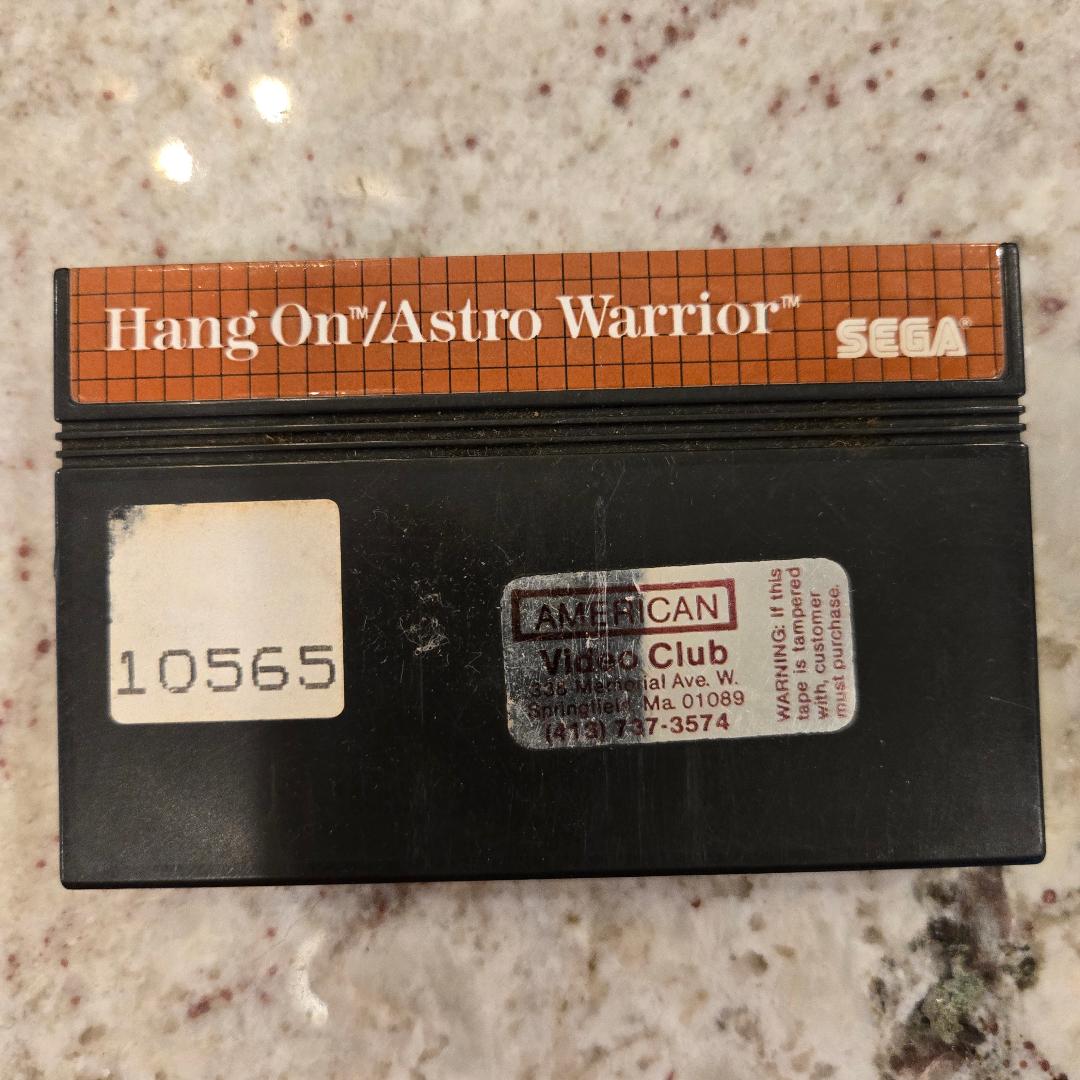 Hang On™/Astro Warrior™
SEGA®
10565
AMERICAN
Video Club
335 Memorial Ave. W.
Springfield, Ma. 01089
(413) 737-3574
WARNING: If this
tape is tampered
with, customer
must purchase.